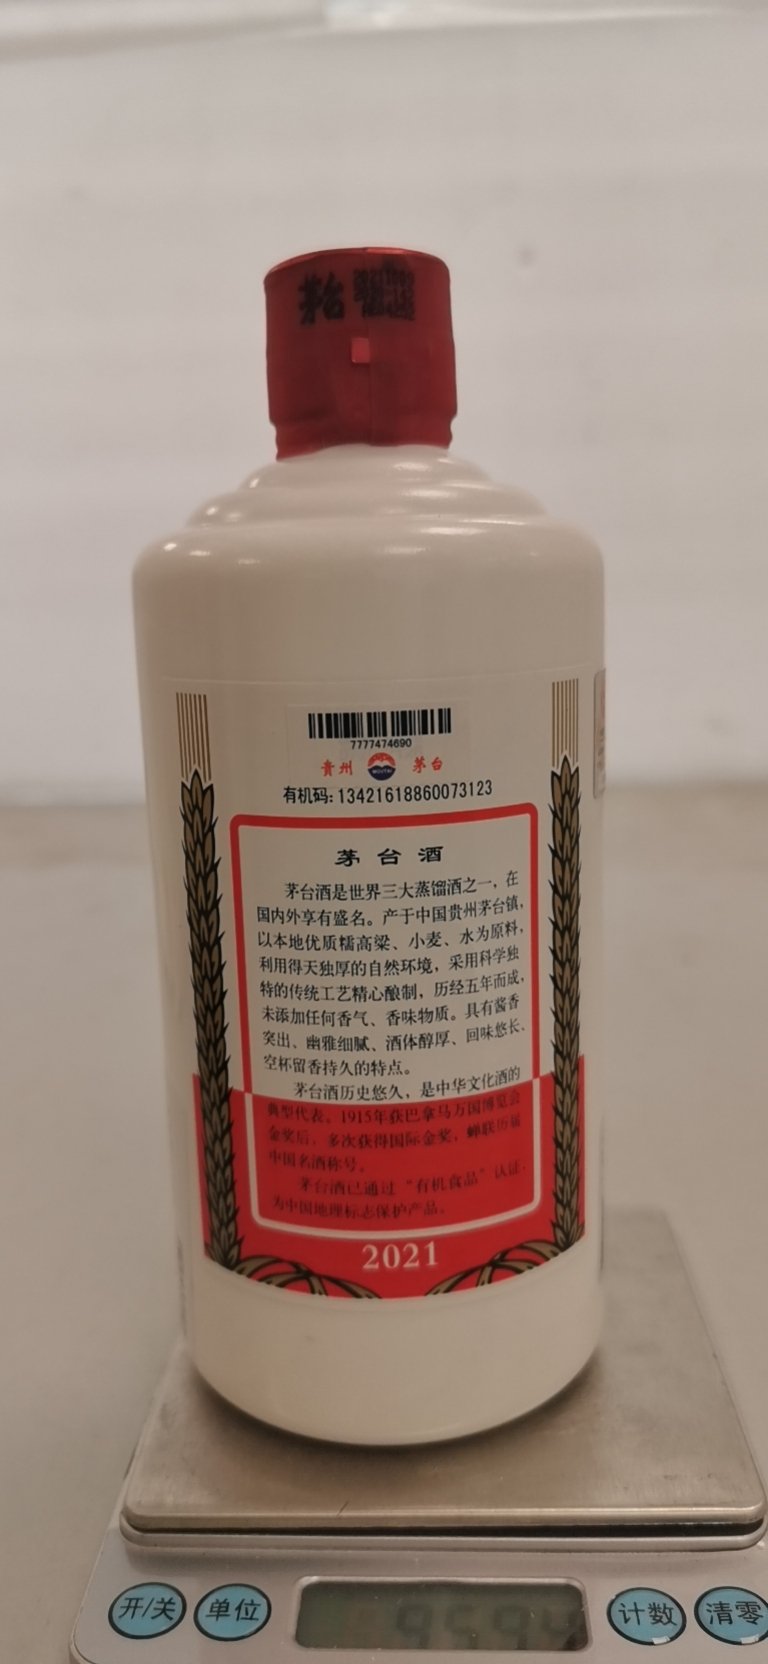 茅台
7777474690
貴州 MOUTAI 茅台
有机码:13421618860073123
茅台酒
茅台酒是世界三大蒸馏酒之一，在
国内外享有盛名。产于中国贵州茅台镇，
以本地优质糯高粱、小麦、水为原料，
利用得天独厚的自然环境，采用科学独
特的传统工艺精心酿制，历经五年而成，
未添加任何香气、香味物质。具有酱香
突出、幽雅细腻、酒体醇厚、回味悠长、
空杯留香持久的特点。
茅台酒历史悠久，是中华文化酒的
典型代表。1915年获巴拿马万国博览会
金奖后，多次获得国际金奖，蝉联历届
中国名酒称号。
茅台酒已通过“有机食品”认证，
为中国地理标志保护产品。
2021
开/关 单位 计数 清零